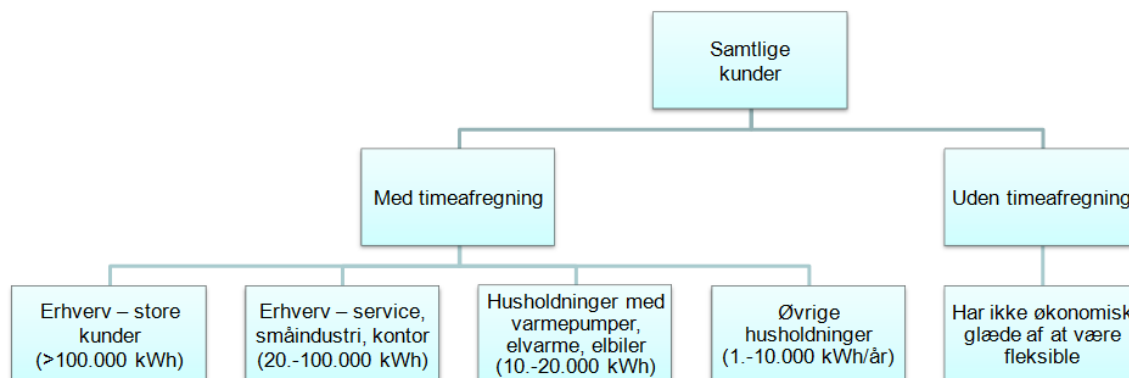 Samtlige
kunder
Med timeafregning
Uden timeafregning
Erhverv – store
kunder
(>100.000 kWh)
Erhverv – service,
småindustri, kontor
(20.-100.000 kWh)
Husholdninger med
varmepumper,
elvarme, elbiler
(10.-20.000 kWh)
Øvrige
husholdninger
(1.-10.000 kWh/år)
Har ikke økonomisk
glæde af at være
fleksible